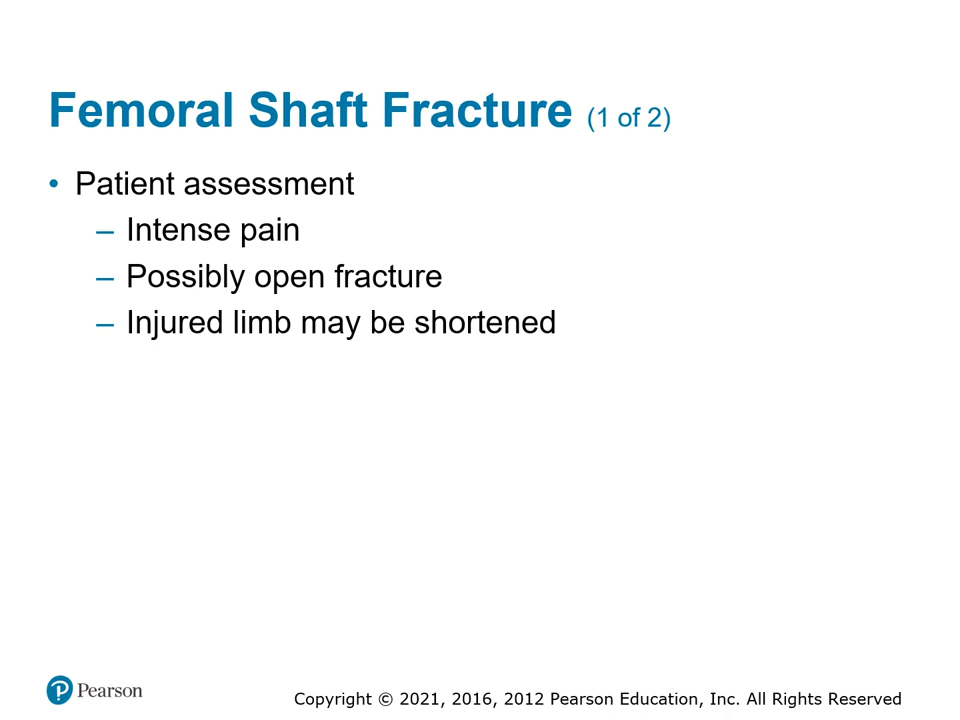 Femoral Shaft Fracture (1 of 2)
• Patient assessment
– Intense pain
– Possibly open fracture
– Injured limb may be shortened
Pearson
Copyright © 2021, 2016, 2012 Pearson Education, Inc. All Rights Reserved